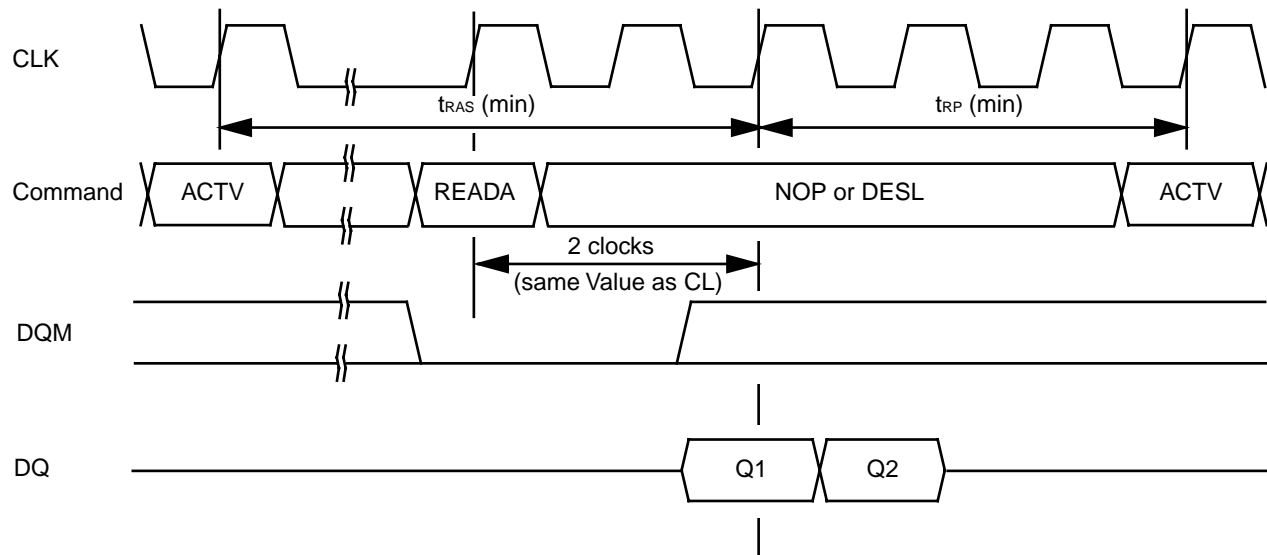 CLK
tRAS (min)
tRP (min)
Command
ACTV
READA
NOP or DESL
ACTV
2 clocks
(same Value as CL)
DQM
DQ
Q1
Q2